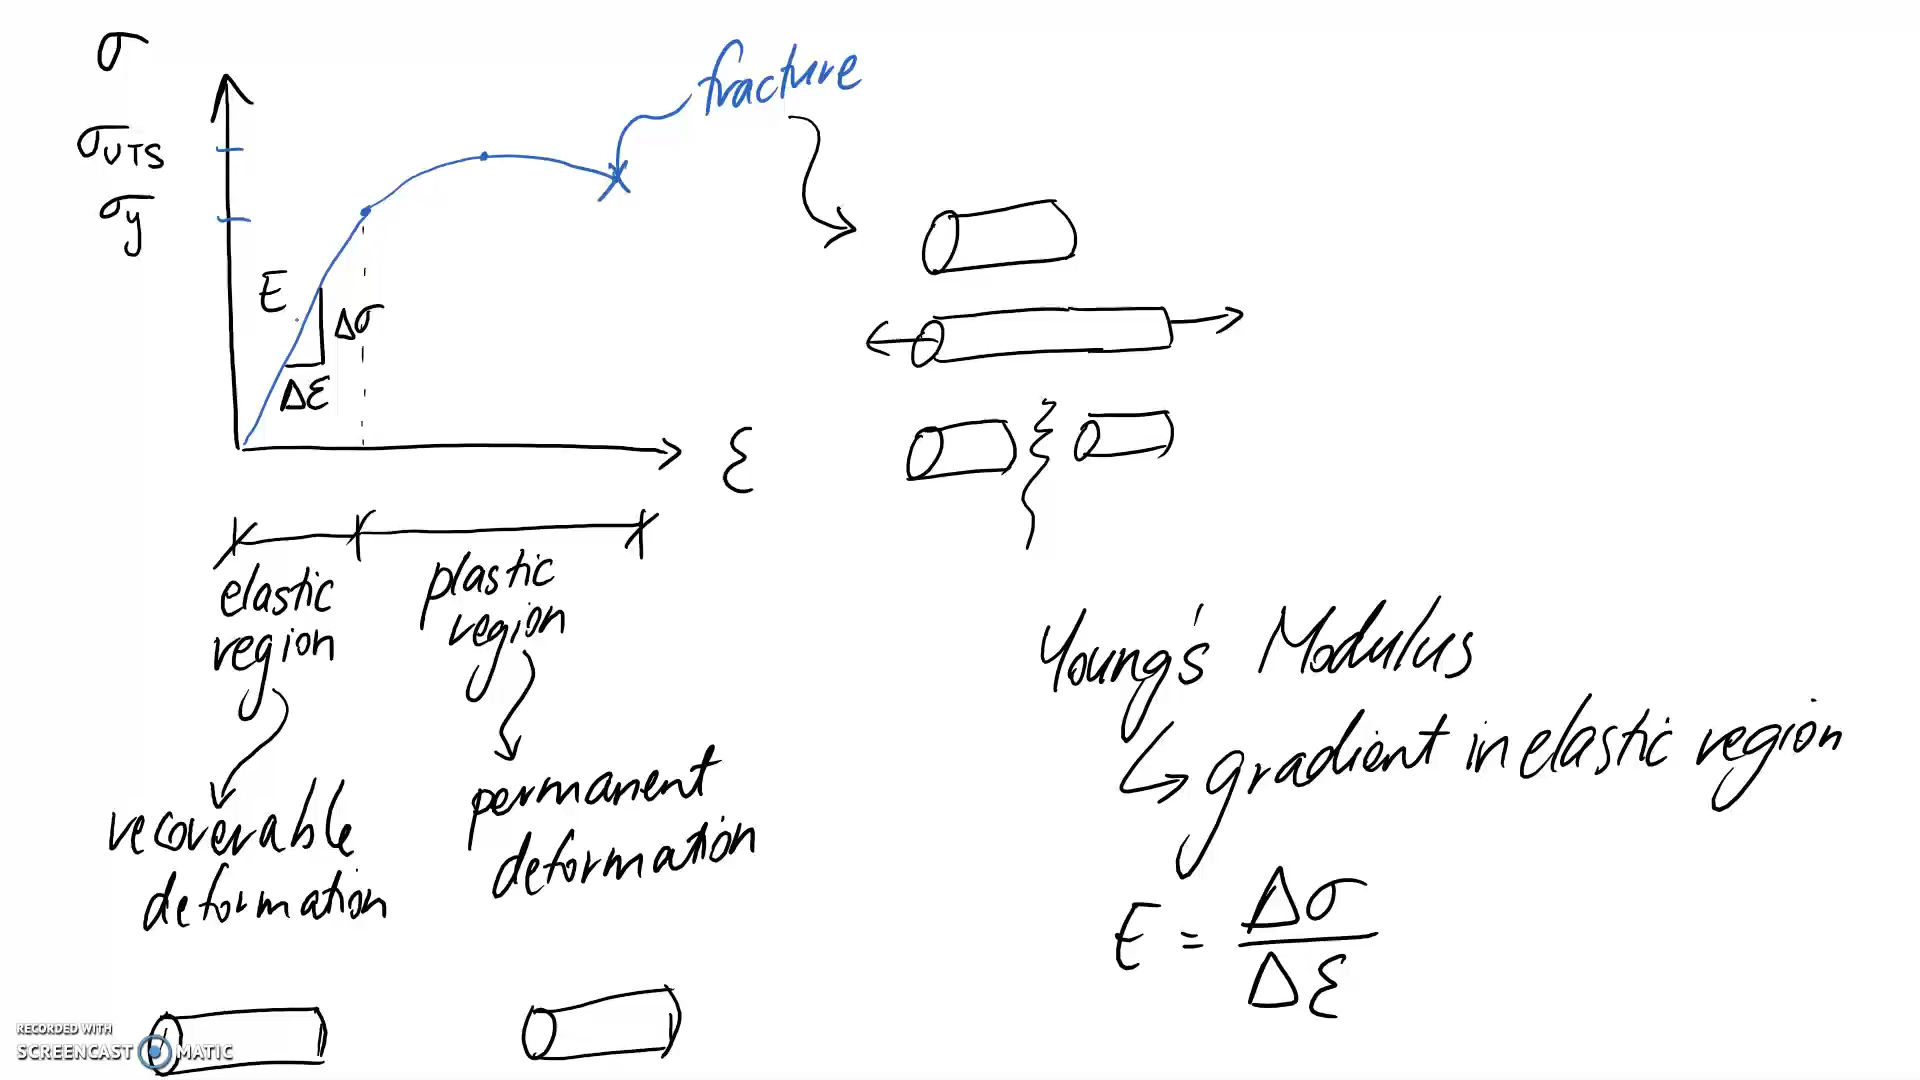 σ
fracture
σUTS
σy
E
Δσ
Δε
ε
elastic
region
plastic
region
recoverable
deformation
permanent
deformation
Young's Modulus
↳ gradient in elastic region
E = Δσ
Δε
RECORDED WITH
SCREENCAST MATIC